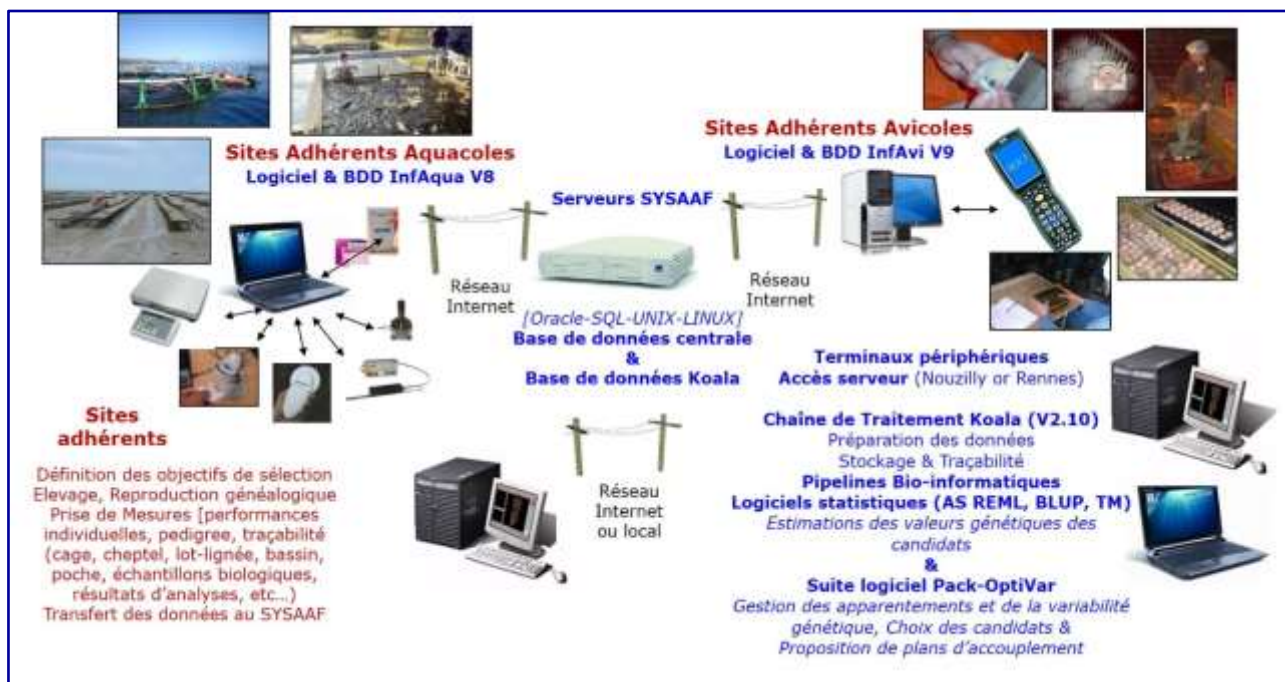 Sites Adhérents Aquacoles
Logiciel & BDD InfAqua V8
Sites Adhérents Avicoles
Logiciel & BDD InfAvi V9
Serveurs SYSAAF
Réseau
Internet
Réseau
Internet
[Oracle-SQL-UNIX-LINUX]
Base de données centrale
&
Base de données Koala
Réseau
Internet
ou local
Sites
adhérents
Définition des objectifs de sélection
Elevage, Reproduction généalogique
Prise de Mesures [performances
individuelles, pedigree, traçabilité
(cage, cheptel, lot-lignée, bassin,
poche, échantillons biologiques,
résultats d'analyses, etc...)
Transfert des données au SYSAAF
Terminaux périphériques
Accès serveur (Nouzilly or Rennes)
Chaîne de Traitement Koala (V2.10)
Préparation des données
Stockage & Traçabilité
Pipelines Bio-informatiques
Logiciels statistiques (AS REML, BLUP, TM)
Estimations des valeurs génétiques des
candidats
&
Suite logiciel Pack-OptiVar
Gestion des apparentements et de la variabilité
génétique, Choix des candidats &
Proposition de plans d'accouplement